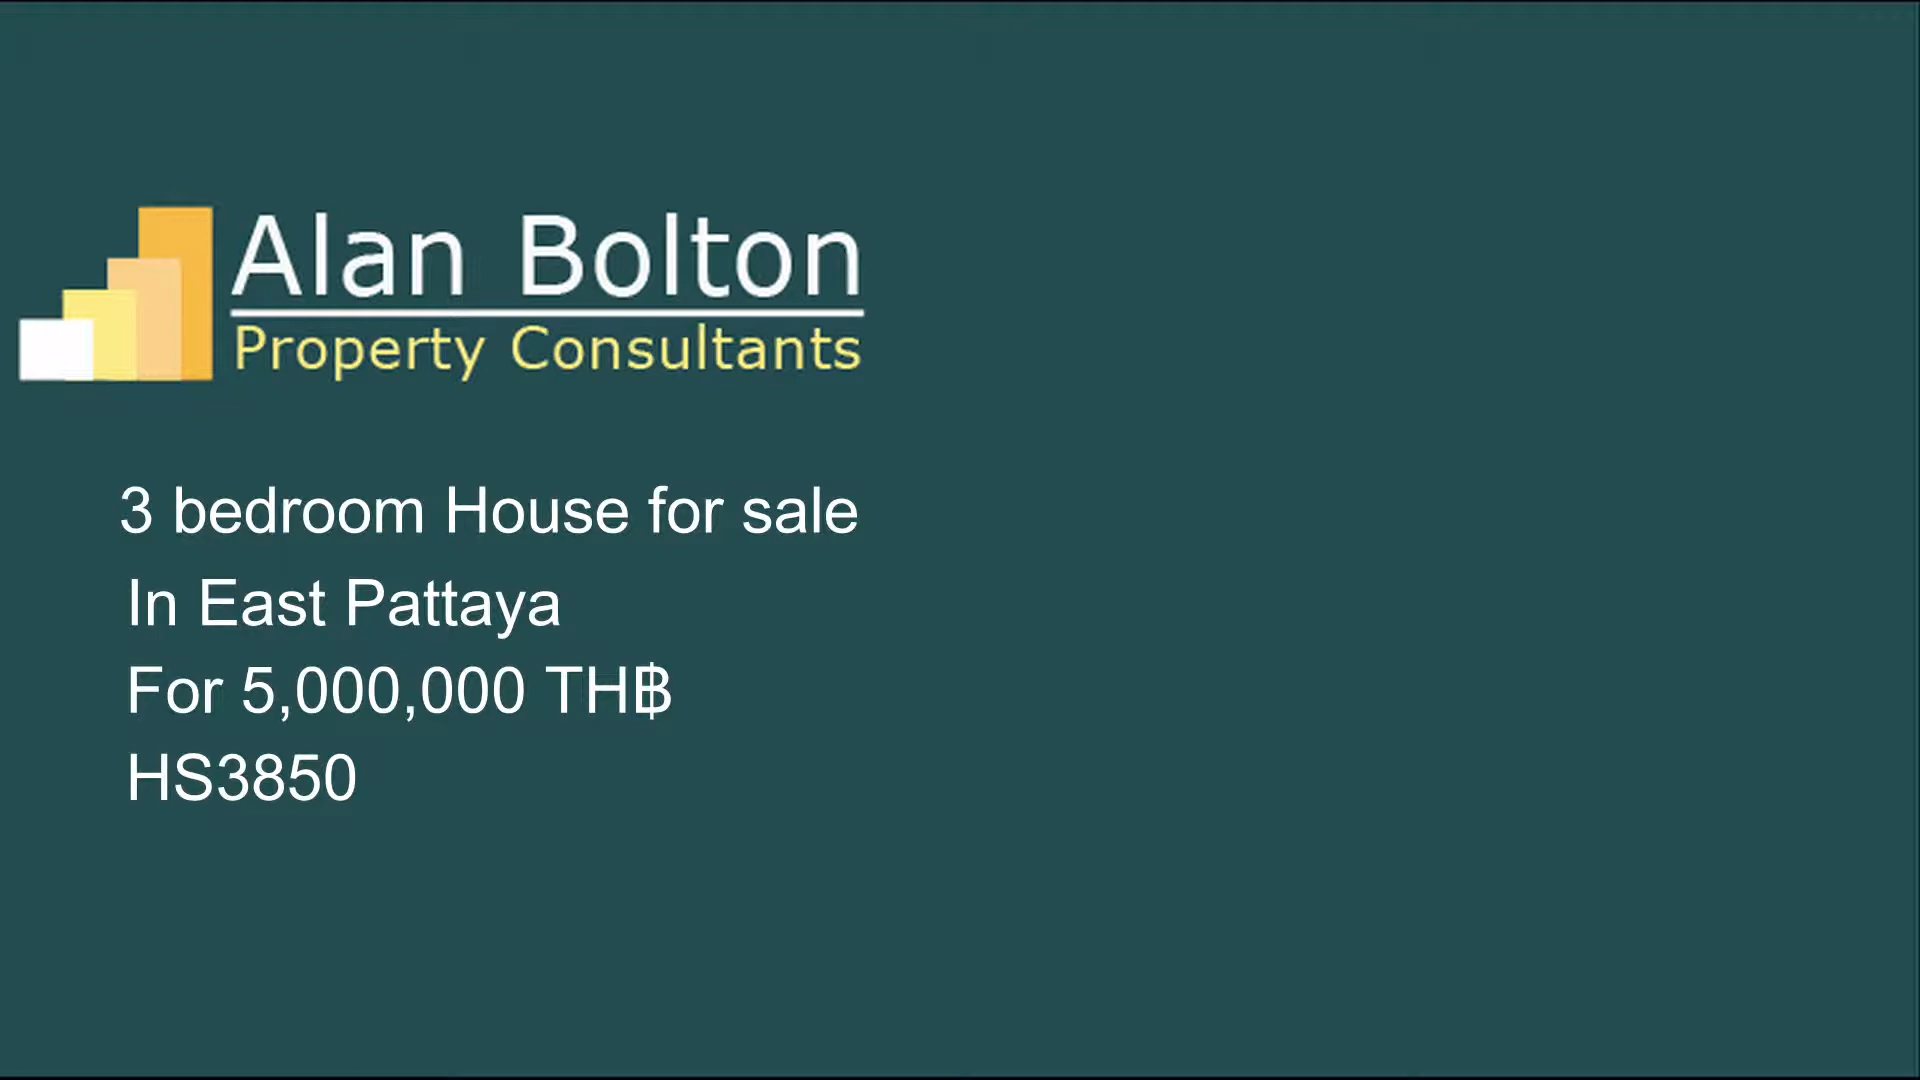 Alan Bolton
Property Consultants
3 bedroom House for sale
In East Pattaya
For 5,000,000 TH฿
HS3850